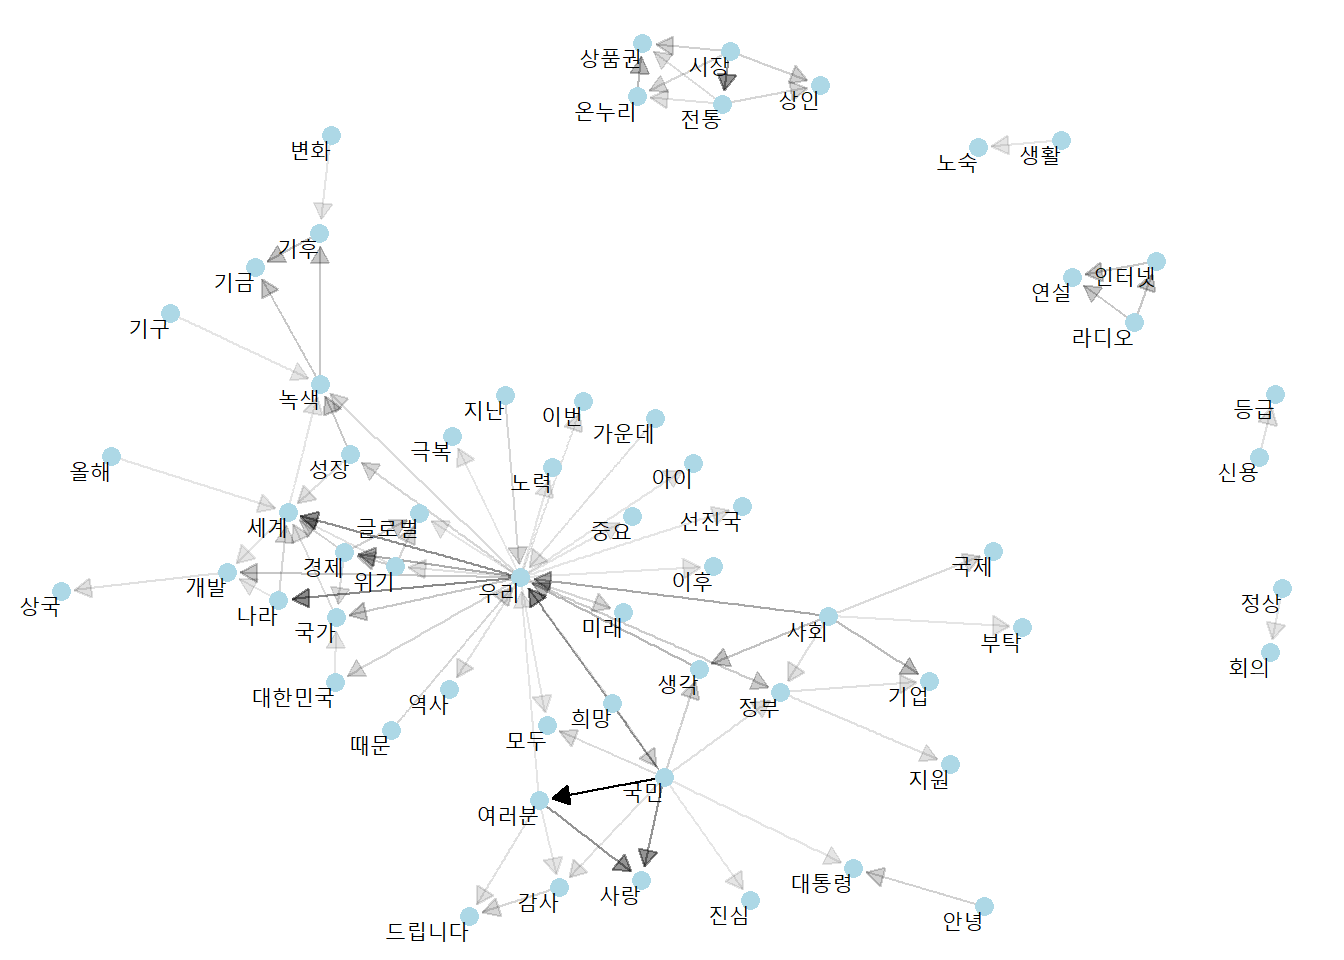 상품권
시장
상인
온누리
전통
변화
노숙
생활
기후
기금
인터넷
연설
기구
라디오
녹색
지난
이번
등급
가운데
극복
성장
올해
신용
아이
노력
세계
글로벌
선진국
중요
경제
국제
위기
이후
개발
우리
정상
상국
나라
미래
국가
사회
부탁
회의
생각
대한민국
기업
역사
정부
희망
모두
때문
지원
국민
여러분
대통령
사랑
감사
진심
안녕
드립니다